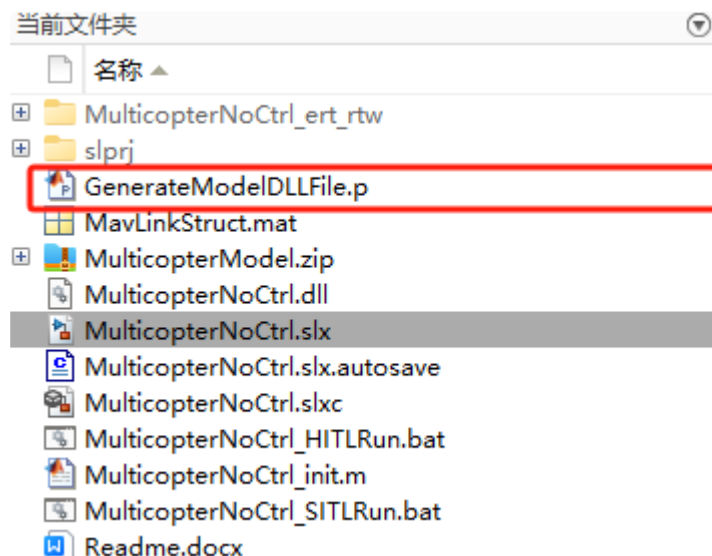 当前文件夹
名称
MulticopterNoCtrl_ert_rtw
slprj
GenerateModelDLLFile.p
MavLinkStruct.mat
MulticopterModel.zip
MulticopterNoCtrl.dll
MulticopterNoCtrl.slx
MulticopterNoCtrl.slx.autosave
MulticopterNoCtrl.slxc
MulticopterNoCtrl_HITLRun.bat
MulticopterNoCtrl_init.m
MulticopterNoCtrl_SITLRun.bat
Readme.docx